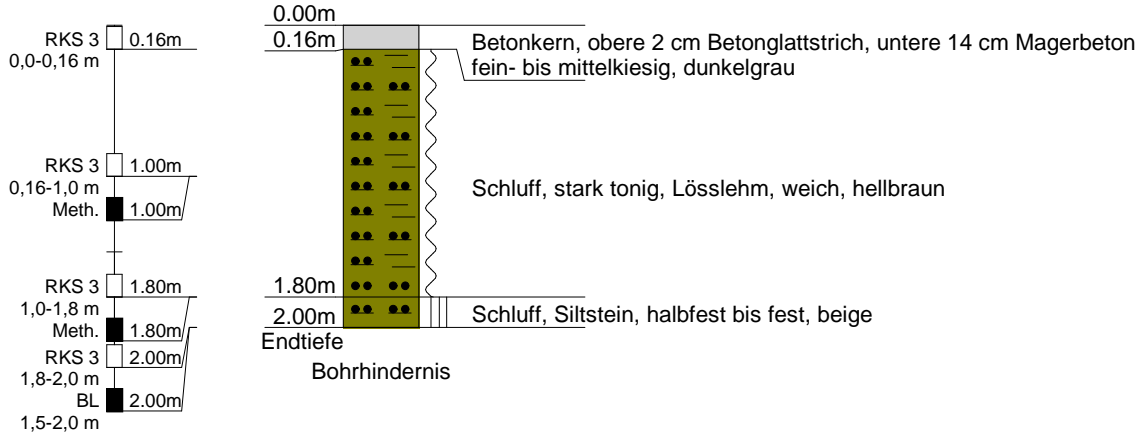 RKS 3 0.16m
0,0-0,16 m
RKS 3 1.00m
0,16-1,0 m
Meth. 1.00m
RKS 3 1.80m
1,0-1,8 m
Meth. 1.80m
RKS 3 2.00m
1,8-2,0 m
BL 2.00m
1,5-2,0 m
0.00m
0.16m
1.80m
2.00m
Endtiefe
Bohrhindernis
Betonkern, obere 2 cm Betonglattstrich, untere 14 cm Magerbeton
fein- bis mittelkiesig, dunkelgrau
Schluff, stark tonig, Lösslehm, weich, hellbraun
Schluff, Siltstein, halbfest bis fest, beige